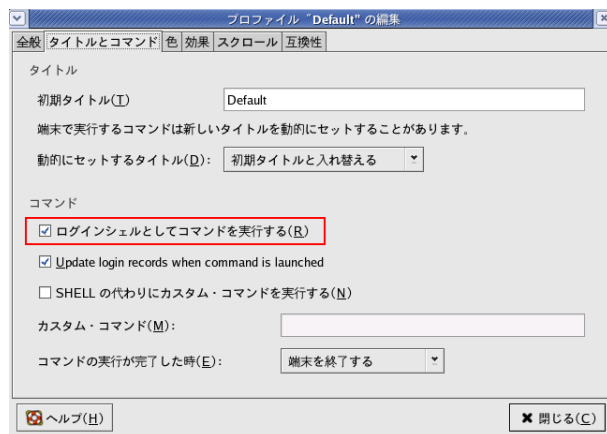 プロファイル "Default" の編集
全般 タイトルとコマンド 色 効果 スクロール 互換性
タイトル
初期タイトル(T) Default
端末で実行するコマンドは新しいタイトルを動的にセットすることがあります。
動的にセットするタイトル(D): 初期タイトルと入れ替える
コマンド
ログインシェルとしてコマンドを実行する(R)
Update login records when command is launched
SHELL の代わりにカスタム・コマンドを実行する(N)
カスタム・コマンド(M):
コマンドの実行が完了した時(E): 端末を終了する
ヘルプ(H) 閉じる(C)